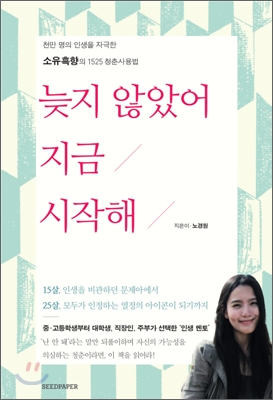 천만 명의 인생을 자극한
소유흑향의 1525 청춘사용법
늦지 않았어
지금 /
시작해 /
지은이 · 노경원
15살, 인생을 비관하던 문제아에서
25살, 모두가 인정하는 열정의 아이콘이 되기까지
중·고등학생부터 대학생, 직장인, 주부가 선택한 '인생 멘토'
'난 안 돼'라는 말만 되풀이하며 자신의 가능성을
의심하는 청춘이라면, 이 책을 읽어라!
SEEDPAPER